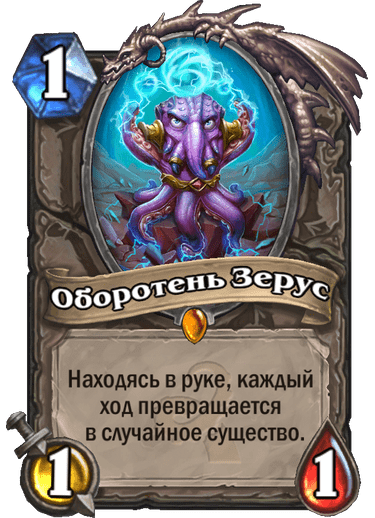 1
Оборотень Зерус
Находясь в руке, каждый
ход превращается
в случайное существо.
1
1